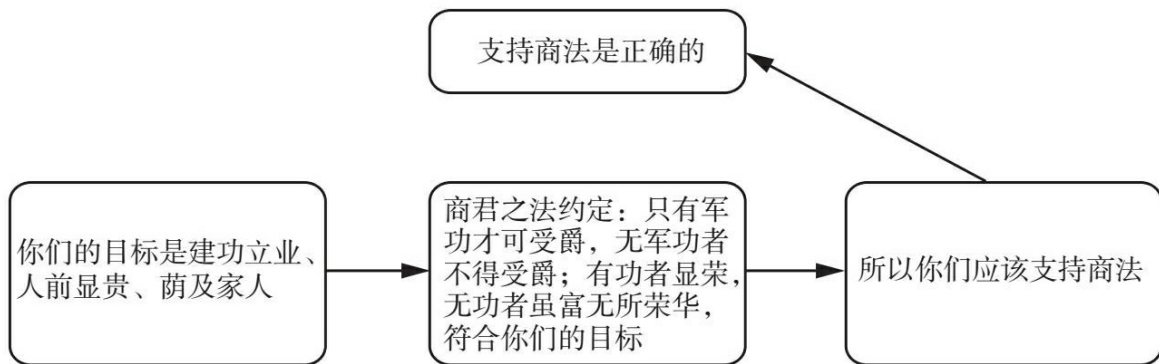 支持商法是正确的
你们的目标是建功立业、
人前显贵、荫及家人
商君之法约定：只有军
功才可受爵，无军功者
不得受爵；有功者显荣，
无功者虽富无所荣华，
符合你们的目标
所以你们应该支持商法